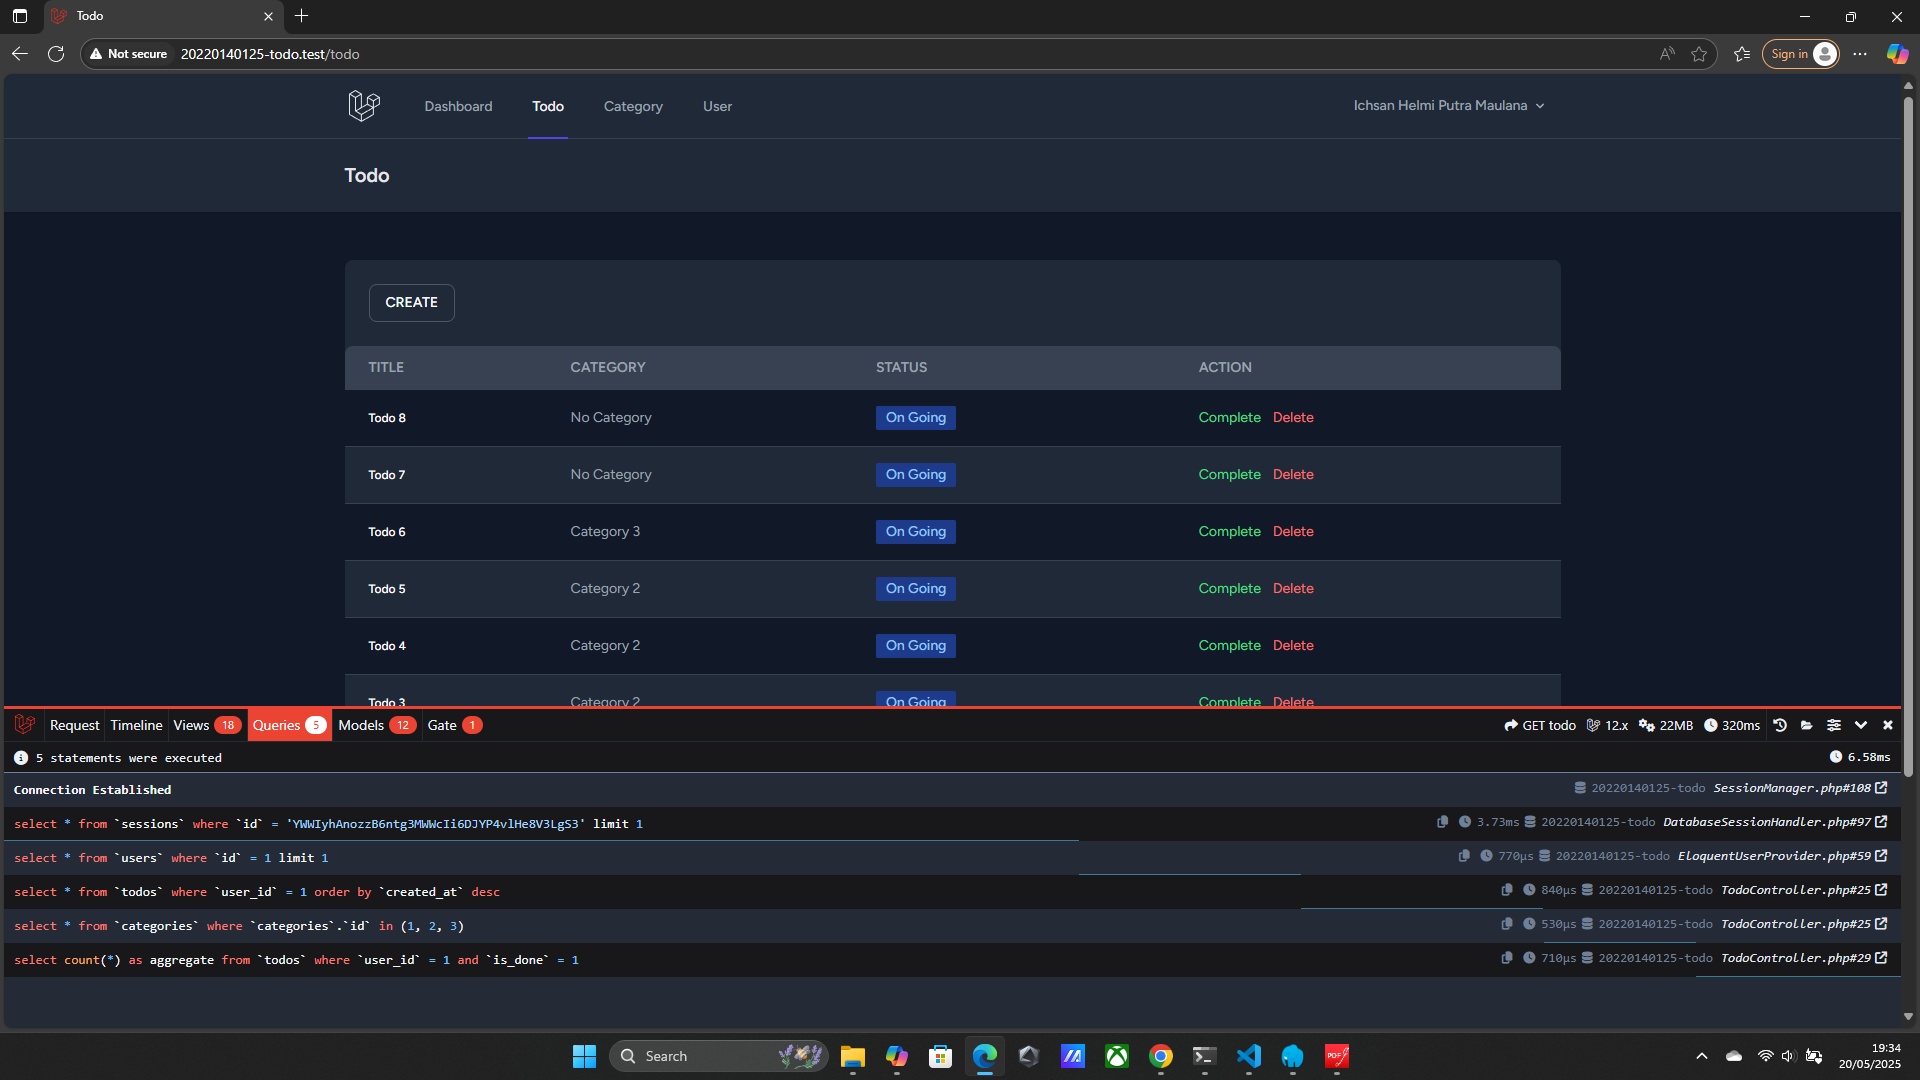 Todo
Not secure 20220140125-todo.test/todo Sign in
Dashboard Todo Category User Ichsan Helmi Putra Maulana
Todo
CREATE
TITLE CATEGORY STATUS ACTION
Todo 8 No Category On Going Complete Delete
Todo 7 No Category On Going Complete Delete
Todo 6 Category 3 On Going Complete Delete
Todo 5 Category 2 On Going Complete Delete
Todo 4 Category 2 On Going Complete Delete
Todo 3 Category 2 On Going Complete Delete
Request Timeline Views 18 Queries 5 Models 12 Gate 1 GET todo 12.x 22MB 320ms
5 statements were executed 6.58ms
Connection Established 20220140125-todo SessionManager.php#108
select * from `sessions` where `id` = 'YWWIyhAnozzB6ntg3MWWcIi6DJYP4vlHe8V3LgS3' limit 1 3.73ms 20220140125-todo DatabaseSessionHandler.php#97
select * from `users` where `id` = 1 limit 1 770μs 20220140125-todo EloquentUserProvider.php#59
select * from `todos` where `user_id` = 1 order by `created_at` desc 840μs 20220140125-todo TodoController.php#25
select * from `categories` where `categories`.`id` in (1, 2, 3) 530μs 20220140125-todo TodoController.php#25
select count(*) as aggregate from `todos` where `user_id` = 1 and `is_done` = 1 710μs 20220140125-todo TodoController.php#29
Search PDF 19:34
20/05/2025